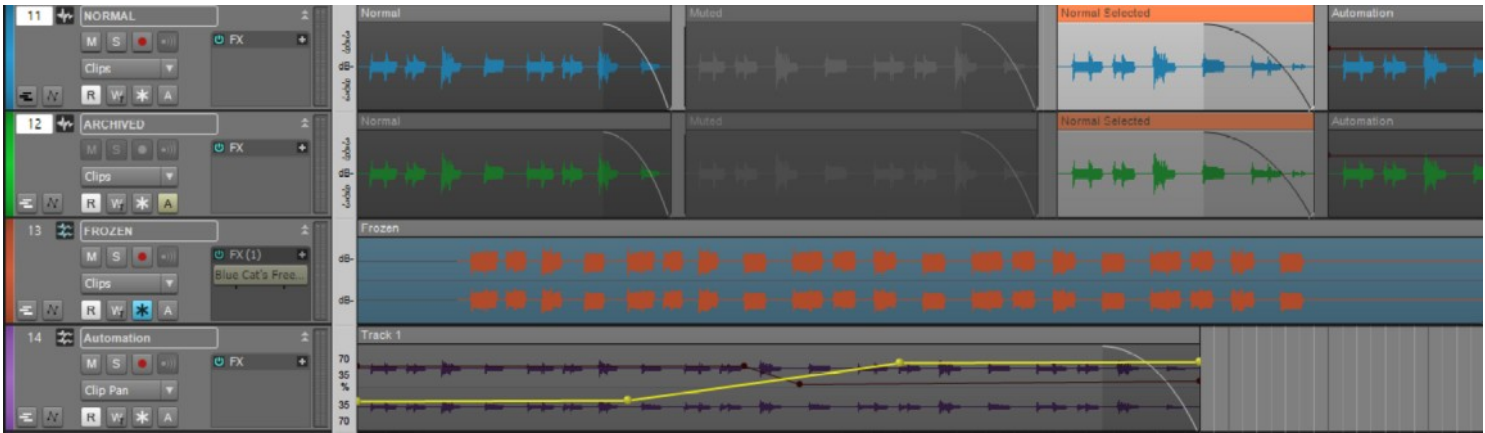 11 NORMAL Normal Muted Normal Selected Automation
M S FX +
Clips dB-
R W A
12 ARCHIVED Normal Muted Normal Selected Automation
M S FX +
Clips dB-
R W A
13 FROZEN Frozen
M S FX (1) + dB-
Blue Cat's Free...
Clips
R W A dB-
14 Automation Track 1
M S FX + 70
35
Clip Pan %
35
R W A 70